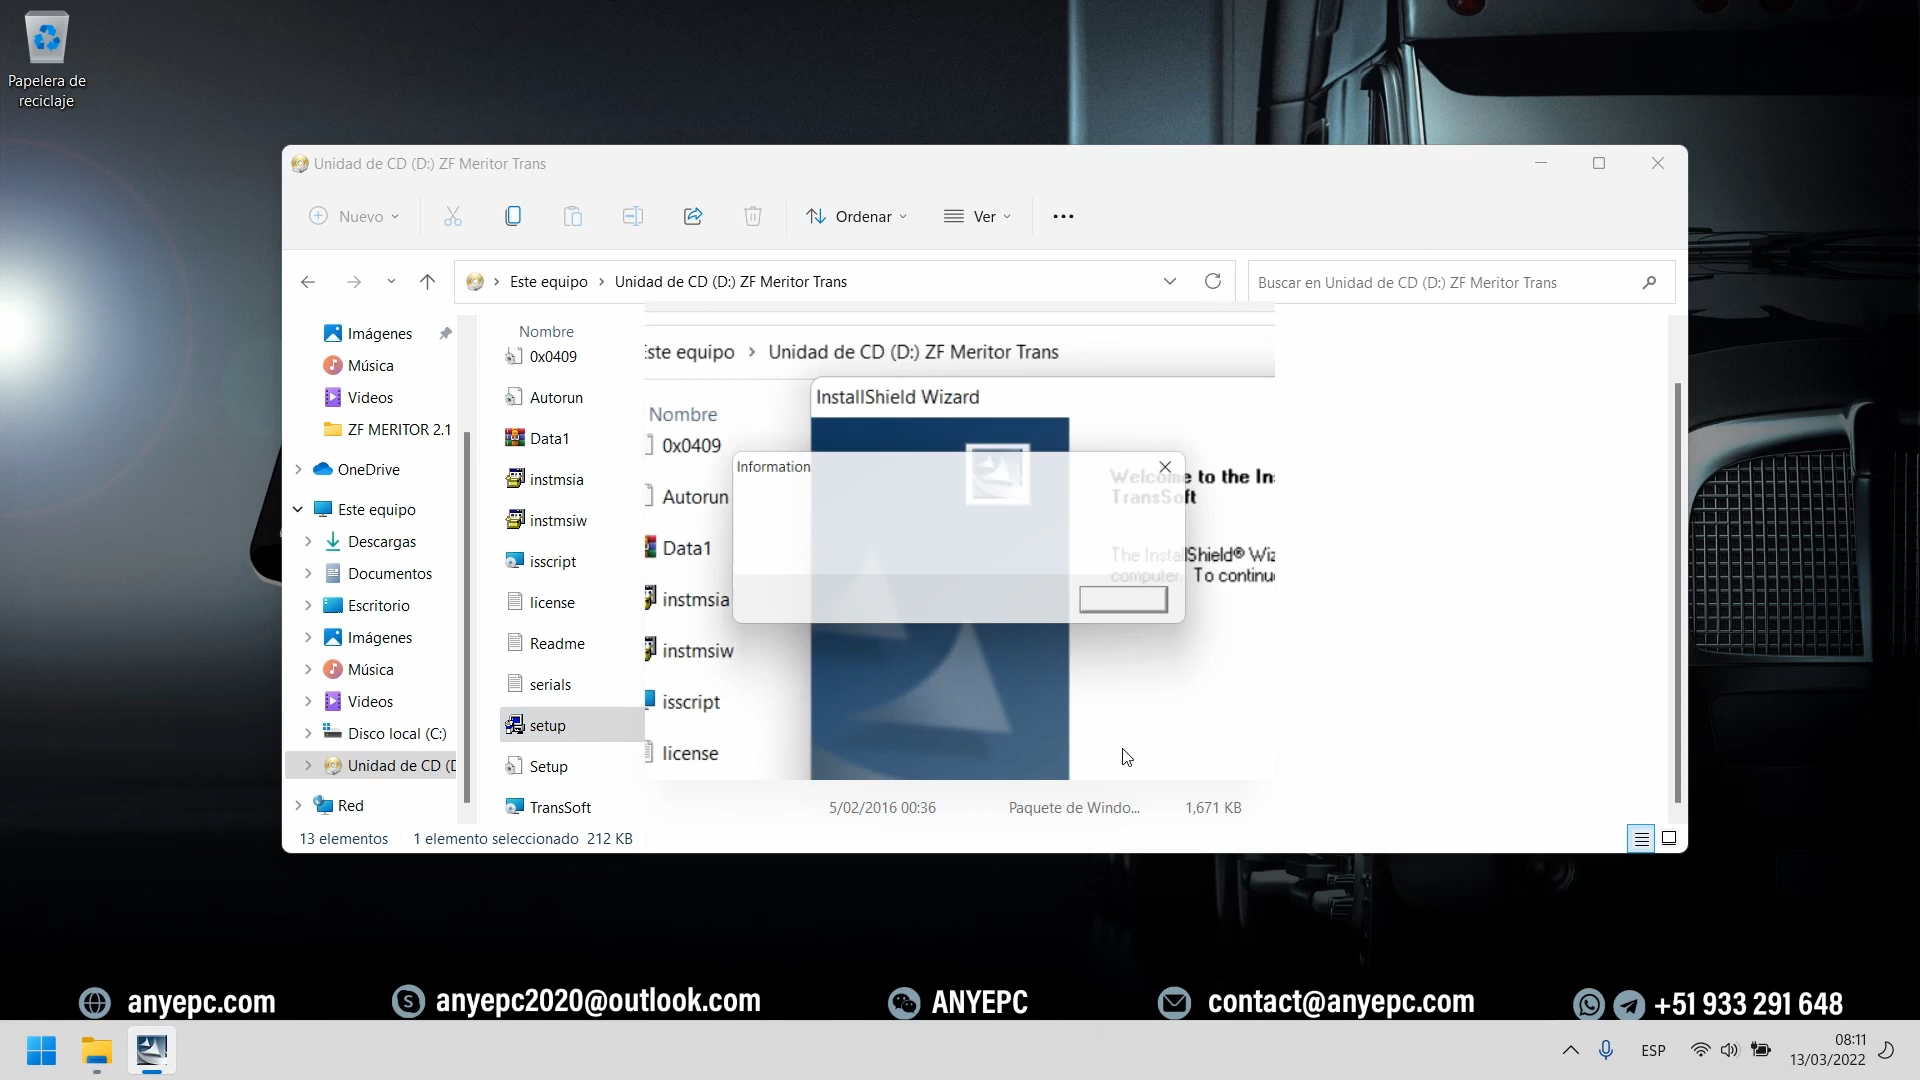 Papelera de
reciclaje
Unidad de CD (D:) ZF Meritor Trans
Nuevo
Ordenar
Ver
Este equipo
Unidad de CD (D:) ZF Meritor Trans
Buscar en Unidad de CD (D:) ZF Meritor Trans
Imágenes
Música
Videos
ZF MERITOR 2.1
OneDrive
Este equipo
Descargas
Documentos
Escritorio
Imágenes
Música
Videos
Disco local (C:)
Unidad de CD (D
Red
Nombre
0x0409
Autorun
Data1
instmsia
instmsiw
isscript
license
Readme
serials
setup
Setup
TransSoft
5/02/2016 00:36
Paquete de Windo...
1,671 KB
Este equipo
Unidad de CD (D:) ZF Meritor Trans
Nombre
0x0409
Autorun
Data1
instmsia
instmsiw
isscript
license
InstallShield Wizard
Information
Welcome to the In
TransSoft
The InstallShield® Wiz
computer. To continu
13 elementos
1 elemento seleccionado 212 KB
anyepc.com
anyepc2020@outlook.com
ANYEPC
contact@anyepc.com
+51 933 291 648
ESP
08:11
13/03/2022